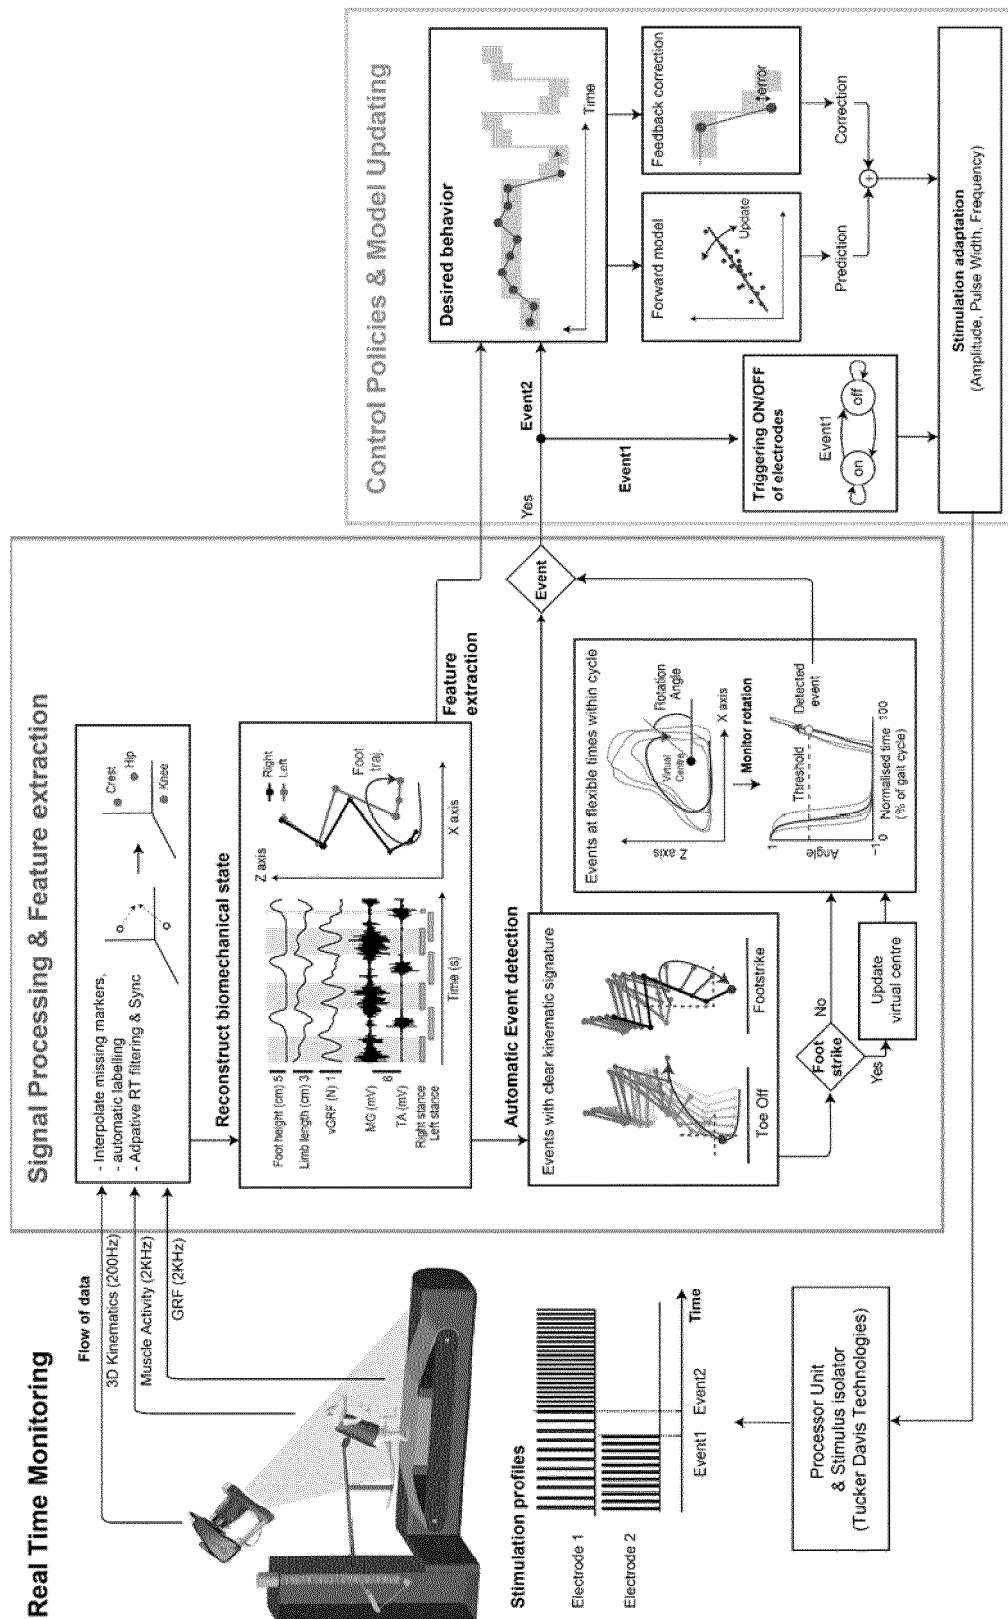 Real Time Monitoring
Flow of data
3D Kinematics (200Hz)
Muscle Activity (2KHz)
GRF (2KHz)
Stimulation profiles
Electrode 1
Electrode 2
Event1
Event2
Time
Processor Unit
& Stimulus isolator
(Tucker Davis Technologies)
Signal Processing & Feature extraction
- Interpolate missing markers,
- automatic labelling
- Adpative RT filtering & Sync
Crest
Hip
Knee
Reconstruct biomechanical state
Foot height (cm) 5
Limb length (cm) 3
vGRF (N) 1
MG (mV)
6
TA (mV)
Right stance
Left stance
Time (s)
Z axis
Right
Left
Foot
traj.
X axis
Feature
extraction
Automatic Event detection
Events with clear kinematic signature
Toe Off
Footstrike
Foot
strike
No
Yes
Update
virtual centre
Events at flexible times within cycle
Z axis
Virtual
Centre
Rotation
Angle
X axis
Monitor rotation
1
Angle
-1
Threshold
Detected
event
0
100
Normalised time
(% of gait cycle)
Event
Yes
Control Policies & Model Updating
Event2
Event1
Desired behavior
Time
Forward model
Update
Feedback correction
error
Prediction
Correction
+
Triggering ON/OFF
of electrodes
Event1
on
off
Stimulation adaptation
(Amplitude, Pulse Width, Frequency)